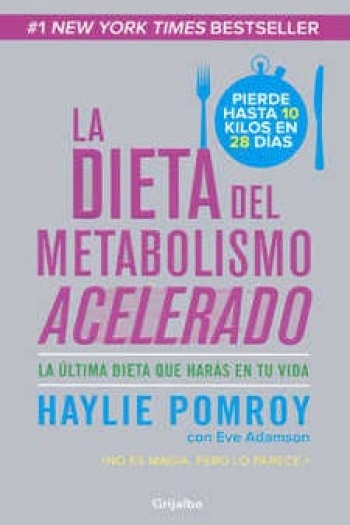 #1 NEW YORK TIMES BESTSELLER
PIERDE
HASTA 10
KILOS EN
28 DÍAS
LA
DIETA DEL
METABOLISMO
ACELERADO
LA ÚLTIMA DIETA QUE HARÁS EN TU VIDA
HAYLIE POMROY
con Eve Adamson
«NO ES MAGIA, PERO LO PARECE.»
Grijalbo